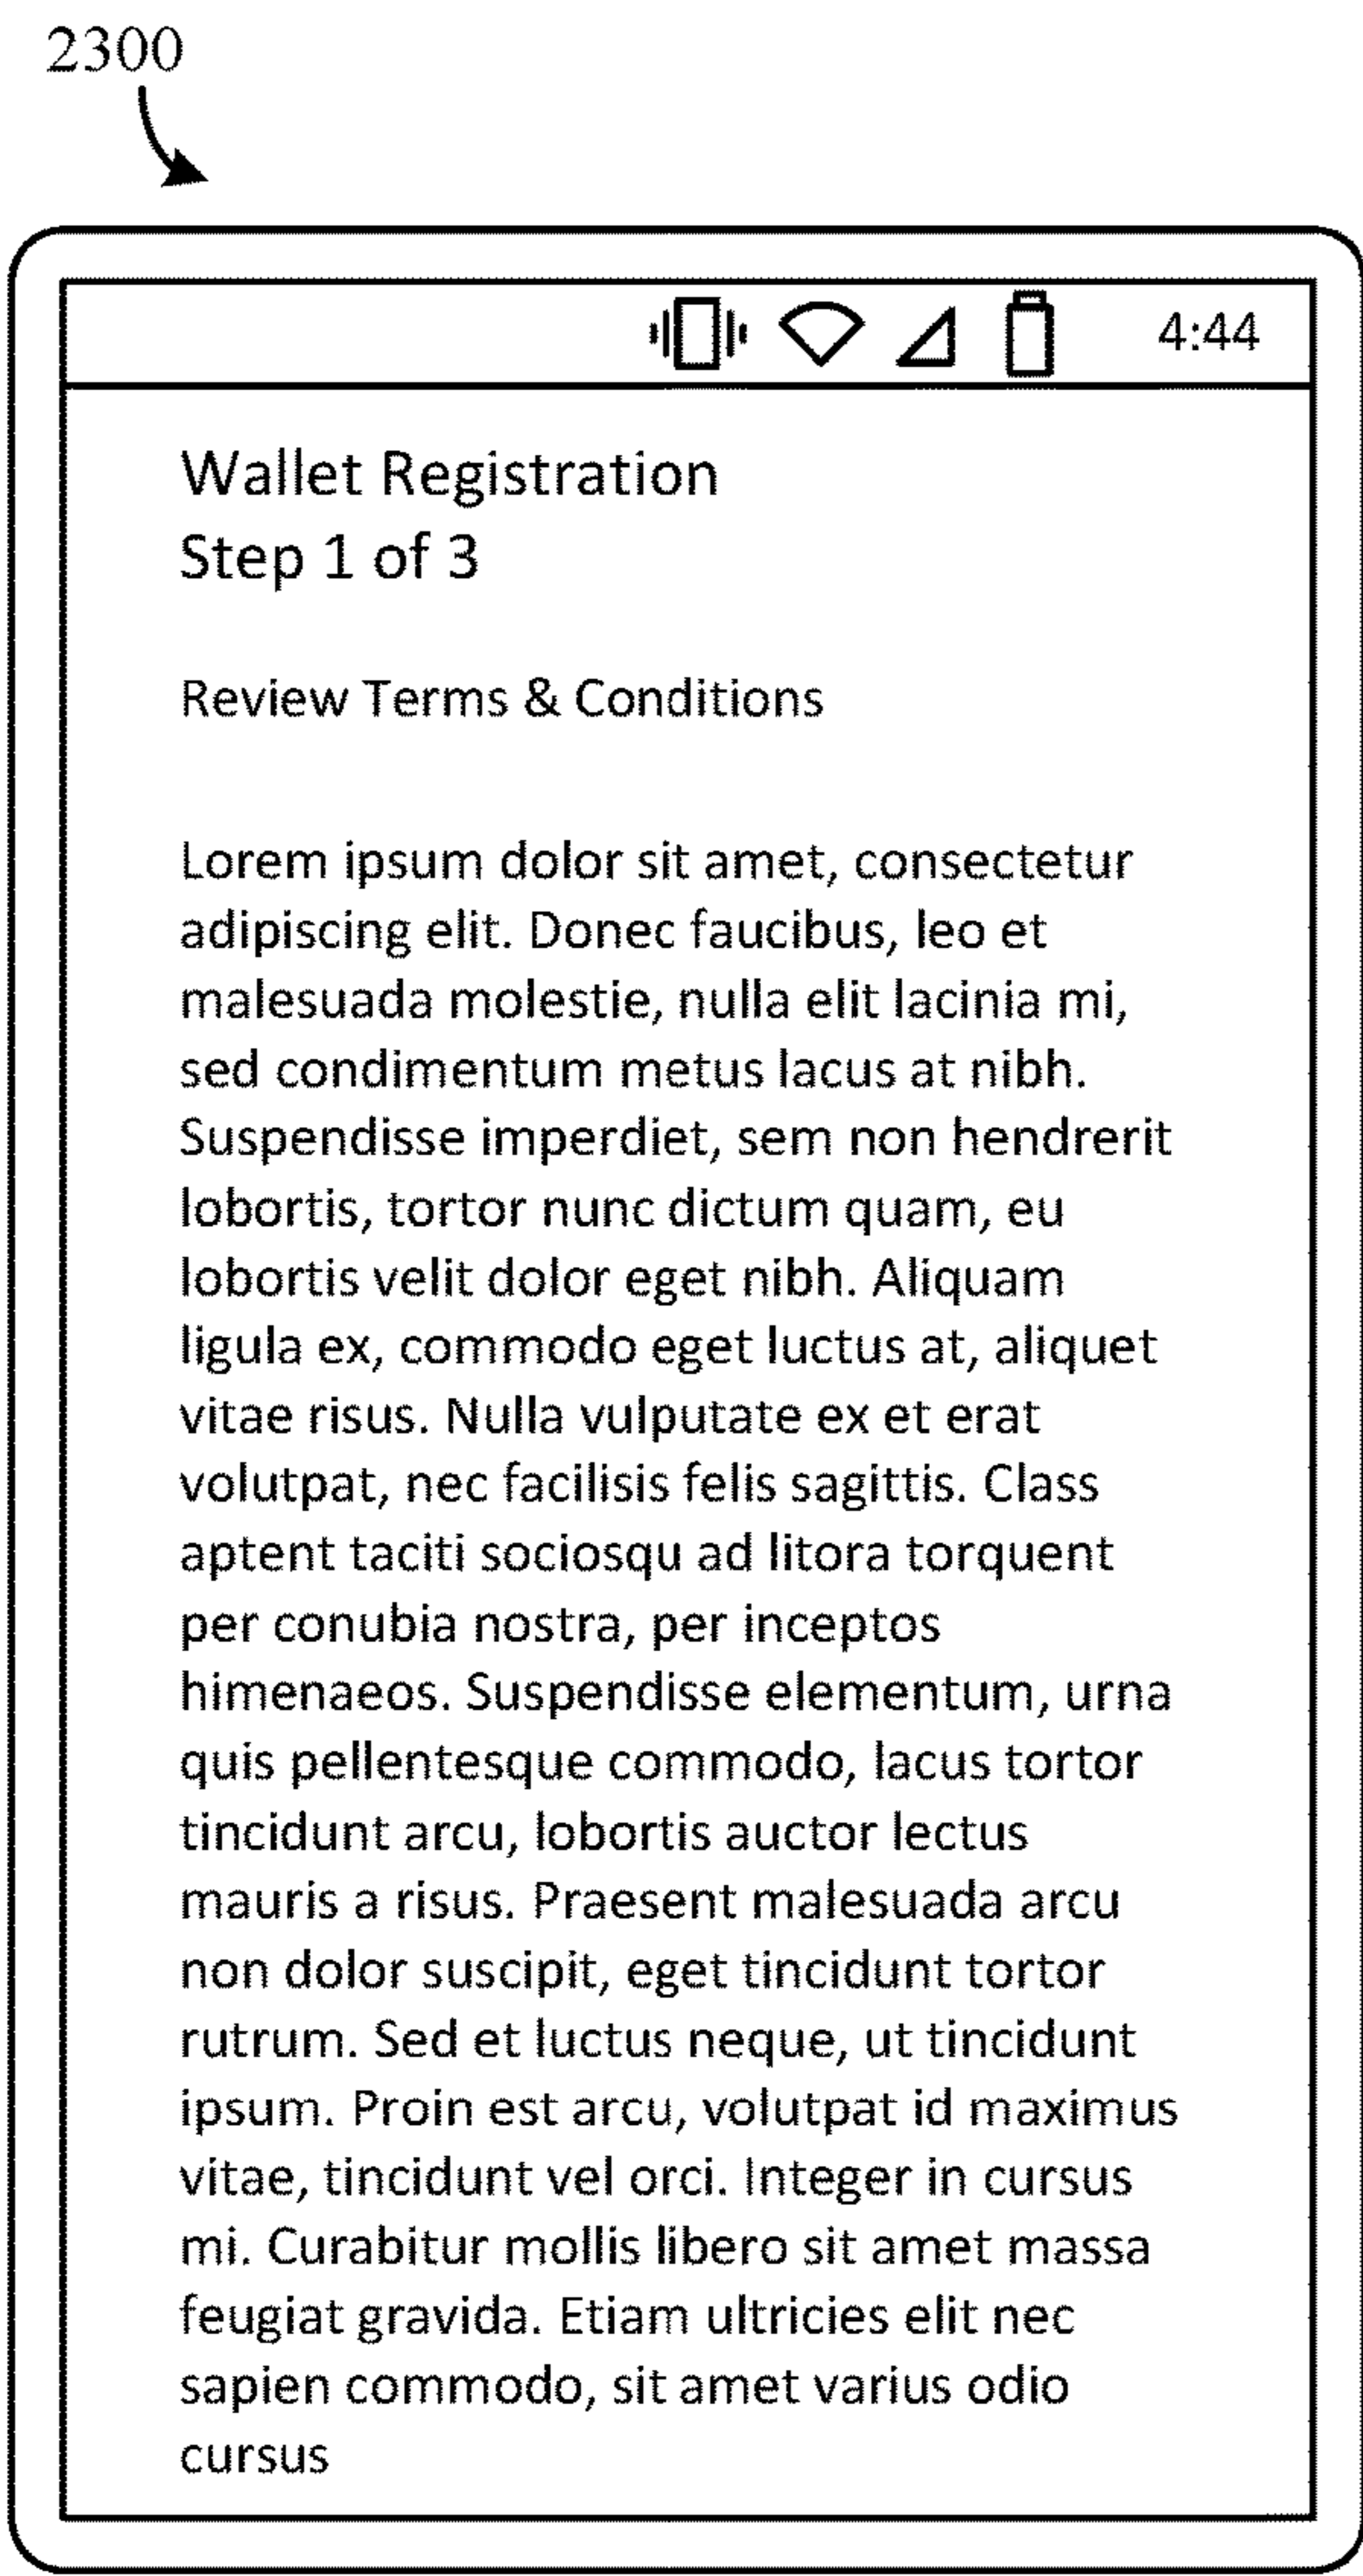 2300
4:44
Wallet Registration
Step 1 of 3
Review Terms & Conditions
Lorem ipsum dolor sit amet, consectetur
adipiscing elit. Donec faucibus, leo et
malesuada molestie, nulla elit lacinia mi,
sed condimentum metus lacus at nibh.
Suspendisse imperdiet, sem non hendrerit
lobortis, tortor nunc dictum quam, eu
lobortis velit dolor eget nibh. Aliquam
ligula ex, commodo eget luctus at, aliquet
vitae risus. Nulla vulputate ex et erat
volutpat, nec facilisis felis sagittis. Class
aptent taciti sociosqu ad litora torquent
per conubia nostra, per inceptos
himenaeos. Suspendisse elementum, urna
quis pellentesque commodo, lacus tortor
tincidunt arcu, lobortis auctor lectus
mauris a risus. Praesent malesuada arcu
non dolor suscipit, eget tincidunt tortor
rutrum. Sed et luctus neque, ut tincidunt
ipsum. Proin est arcu, volutpat id maximus
vitae, tincidunt vel orci. Integer in cursus
mi. Curabitur mollis libero sit amet massa
feugiat gravida. Etiam ultricies elit nec
sapien commodo, sit amet varius odio
cursus